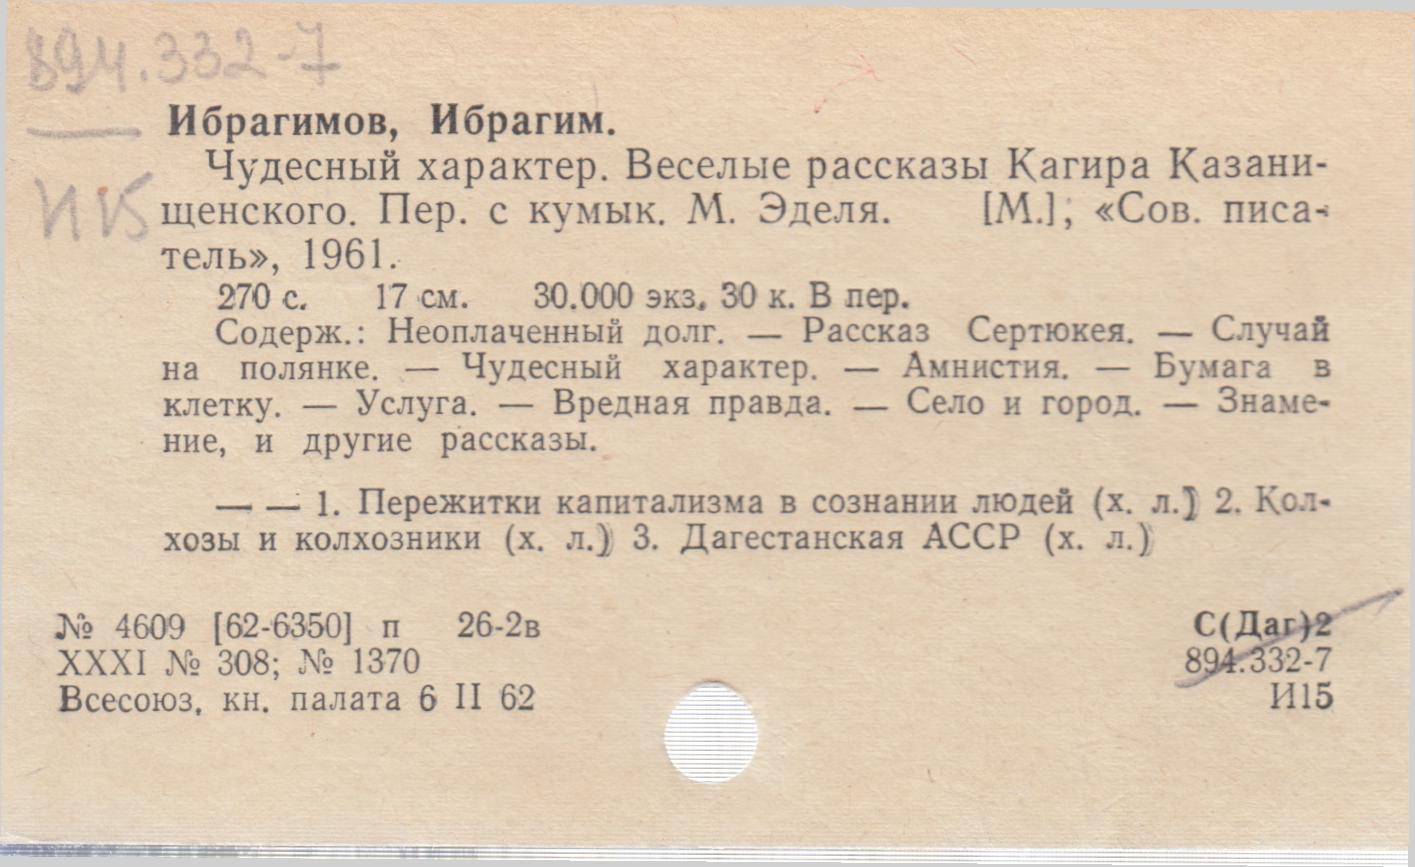 894.332-7
Ибрагимов, Ибрагим.
Чудесный характер. Веселые рассказы Кагира Казани-
И15
щенского. Пер. с кумык. М. Эделя. [М.]; «Сов. писа-
тель», 1961.
270 с. 17 см. 30.000 экз. 30 к. В пер.
Содерж.: Неоплаченный долг. — Рассказ Сертюкея. — Случай
на полянке. — Чудесный характер. — Амнистия. — Бумага в
клетку. — Услуга. — Вредная правда. — Село и город. — Знаме-
ние, и другие рассказы.
— — 1. Пережитки капитализма в сознании людей (х. л.) 2. Кол-
хозы и колхозники (х. л.) 3. Дагестанская АССР (х. л.)
№ 4609 [62-6350] п 26-2в С(Даг)2
XXXI № 308; № 1370 894.332-7
Всесоюз. кн. палата 6 II 62 И15